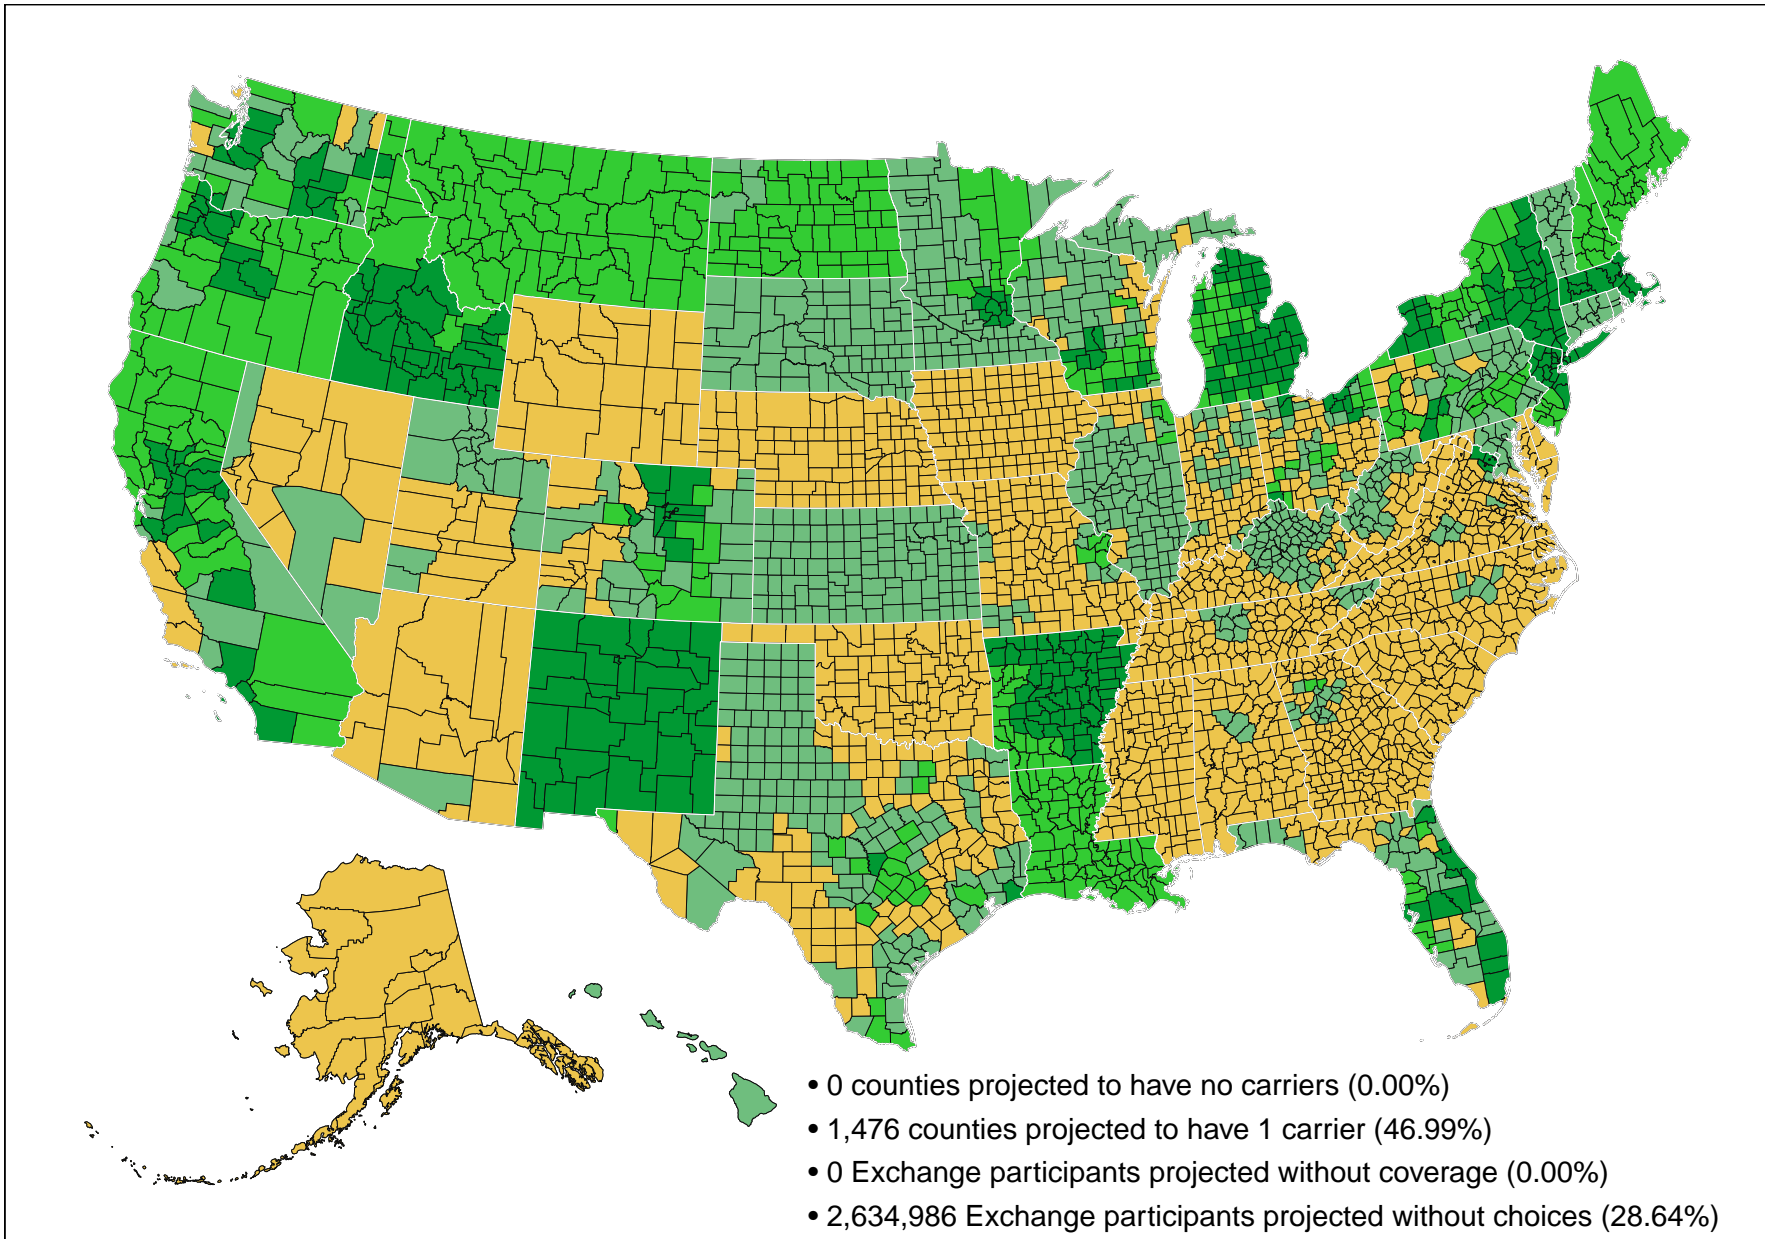 • 0 counties projected to have no carriers (0.00%)
• 1,476 counties projected to have 1 carrier (46.99%)
• 0 Exchange participants projected without coverage (0.00%)
• 2,634,986 Exchange participants projected without choices (28.64%)